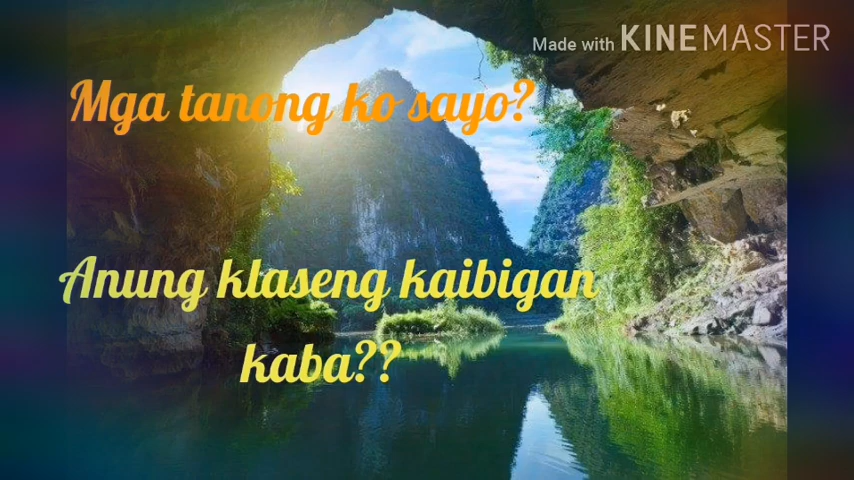 Made with KINEMASTER
Mga tanong ko sayo?
Anung klaseng kaibigan
kaba??